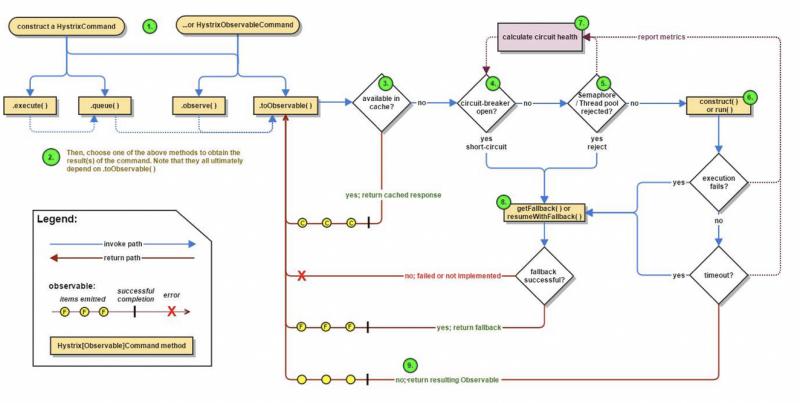 construct a HystrixCommand
1.
...or HystrixObservableCommand
7.
calculate circuit health
report metrics
.execute( )
.queue( )
.observe( )
.toObservable( )
3.
available in
cache?
no
4.
circuit-breaker
open?
no
5.
Semaphore
/ Thread pool
rejected?
no
6.
construct( )
or run( )
2.
Then, choose one of the above methods to obtain the
result(s) of the command. Note that they all ultimately
depend on .toObservable( )
yes
short-circuit
yes
reject
yes
execution
fails?
no
yes; return cached response
C C C
8.
getFallback( ) or
resumeWithFallback( )
Legend:
invoke path
return path
observable:
items emitted
successful
completion
error
F F F
X
Hystrix[Observable]Command method
X
no; failed or not implemented
fallback
successful?
yes
timeout?
F F F
yes; return fallback
9.
no; return resulting Observable